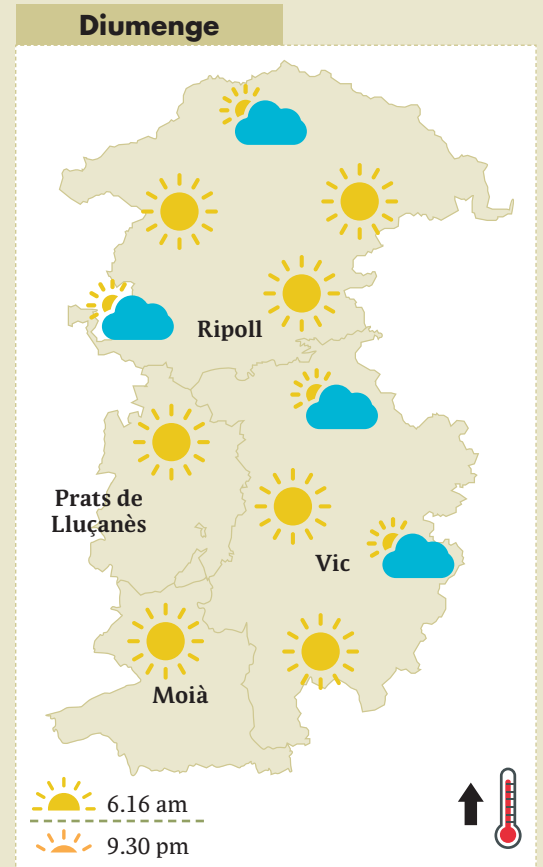 Diumenge
Ripoll
Prats de
Lluçanès
Vic
Moià
6.16 am
9.30 pm